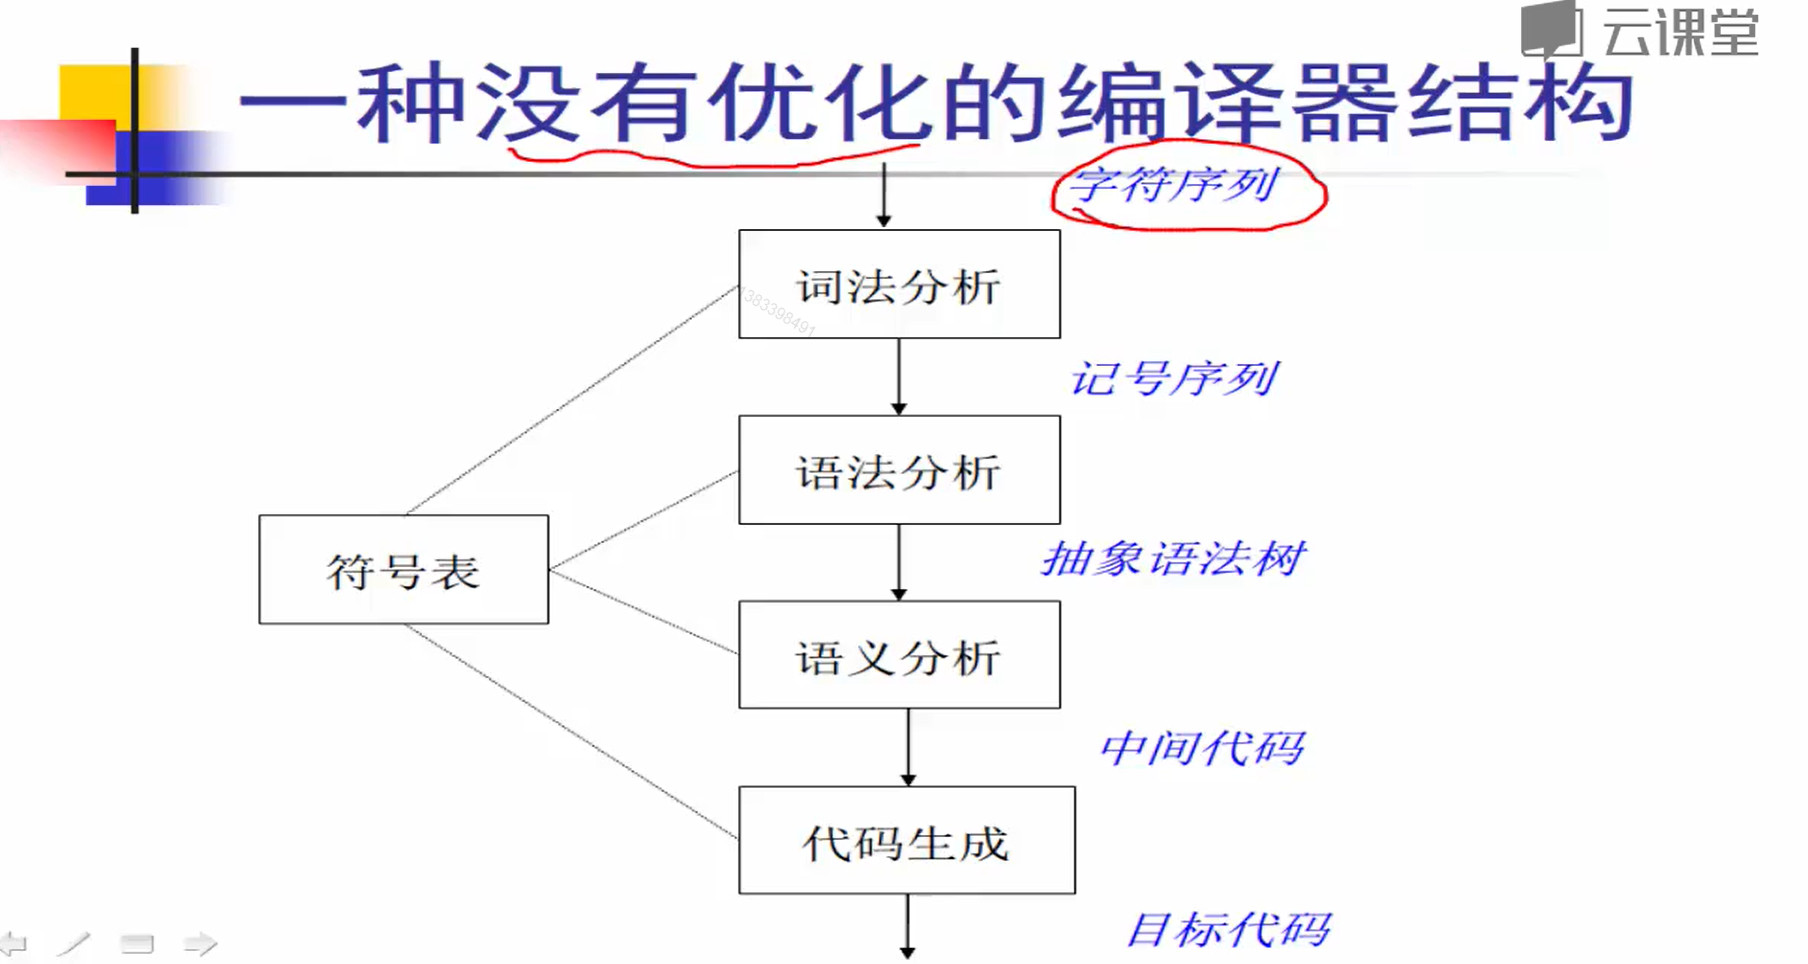 云课堂
一种没有优化的编译器结构
字符序列
词法分析
1383398491
记号序列
语法分析
抽象语法树
符号表
语义分析
中间代码
代码生成
目标代码